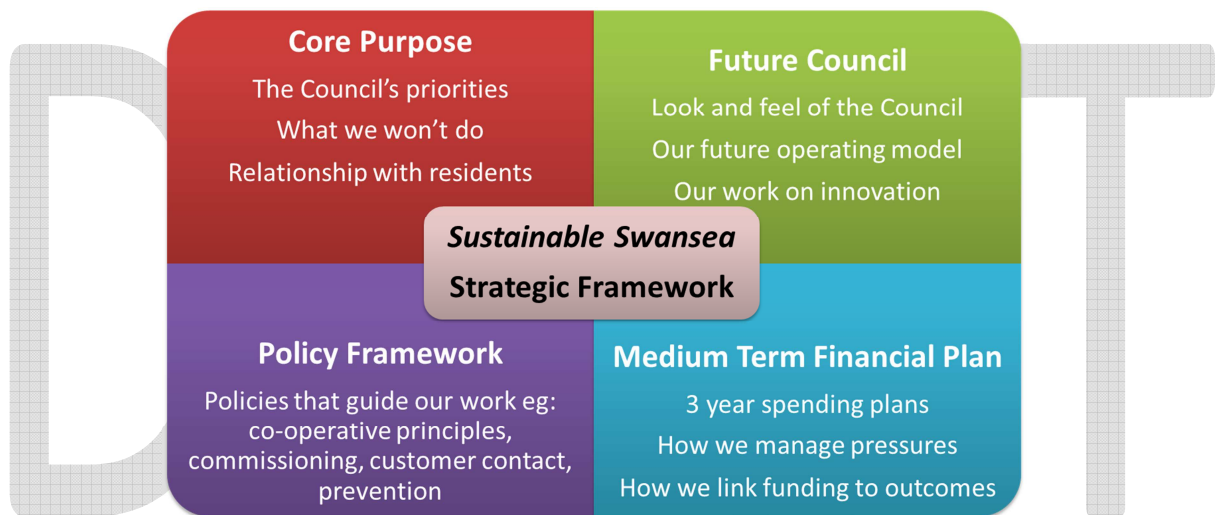 Core Purpose
The Council’s priorities
What we won’t do
Relationship with residents
Future Council
Look and feel of the Council
Our future operating model
Our work on innovation
Sustainable Swansea
Strategic Framework
Policy Framework
Policies that guide our work eg:
co-operative principles,
commissioning, customer contact,
prevention
Medium Term Financial Plan
3 year spending plans
How we manage pressures
How we link funding to outcomes
D
T